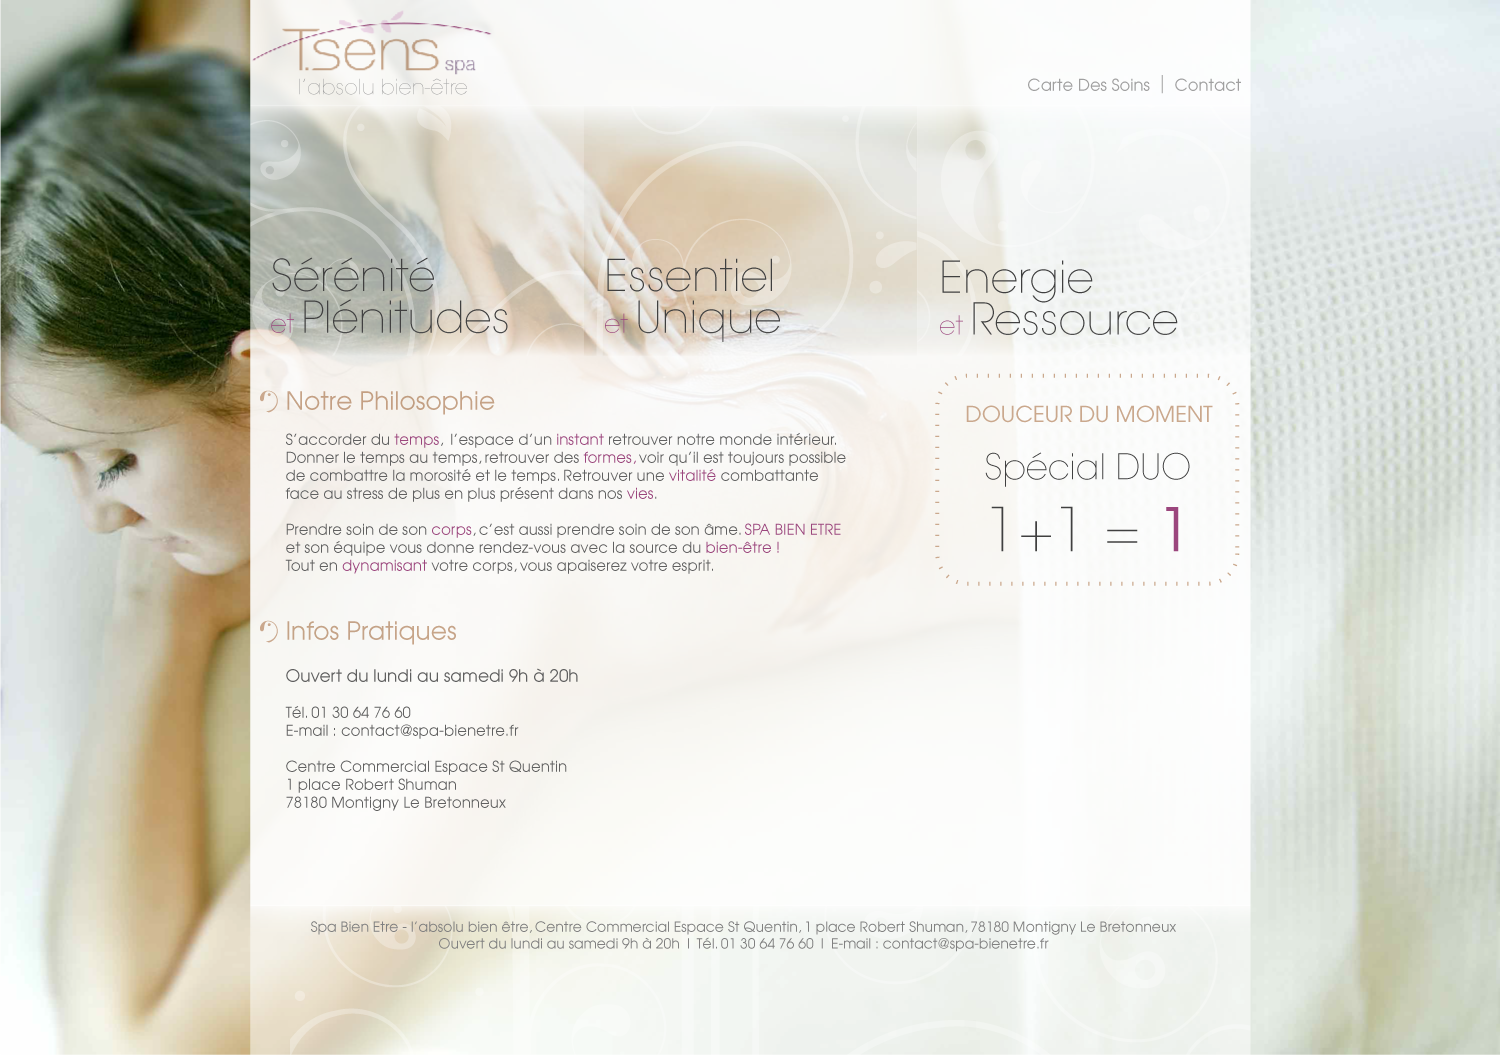 T.sens spa
l'absolu bien-être
Carte Des Soins | Contact
Sérénité
et Plénitudes
Essentiel
et Unique
Energie
et Ressource
Notre Philosophie
S'accorder du temps, l'espace d'un instant retrouver notre monde intérieur.
Donner le temps au temps, retrouver des formes, voir qu'il est toujours possible
de combattre la morosité et le temps. Retrouver une vitalité combattante
face au stress de plus en plus présent dans nos vies.
Prendre soin de son corps, c'est aussi prendre soin de son âme. SPA BIEN ETRE
et son équipe vous donne rendez-vous avec la source du bien-être !
Tout en dynamisant votre corps, vous apaiserez votre esprit.
DOUCEUR DU MOMENT
Spécial DUO
1+1 = 1
Infos Pratiques
Ouvert du lundi au samedi 9h à 20h
Tél. 01 30 64 76 60
E-mail : contact@spa-bienetre.fr
Centre Commercial Espace St Quentin
1 place Robert Shuman
78180 Montigny Le Bretonneux
Spa Bien Etre - l'absolu bien être, Centre Commercial Espace St Quentin, 1 place Robert Shuman, 78180 Montigny Le Bretonneux
Ouvert du lundi au samedi 9h à 20h I Tél. 01 30 64 76 60 I E-mail : contact@spa-bienetre.fr